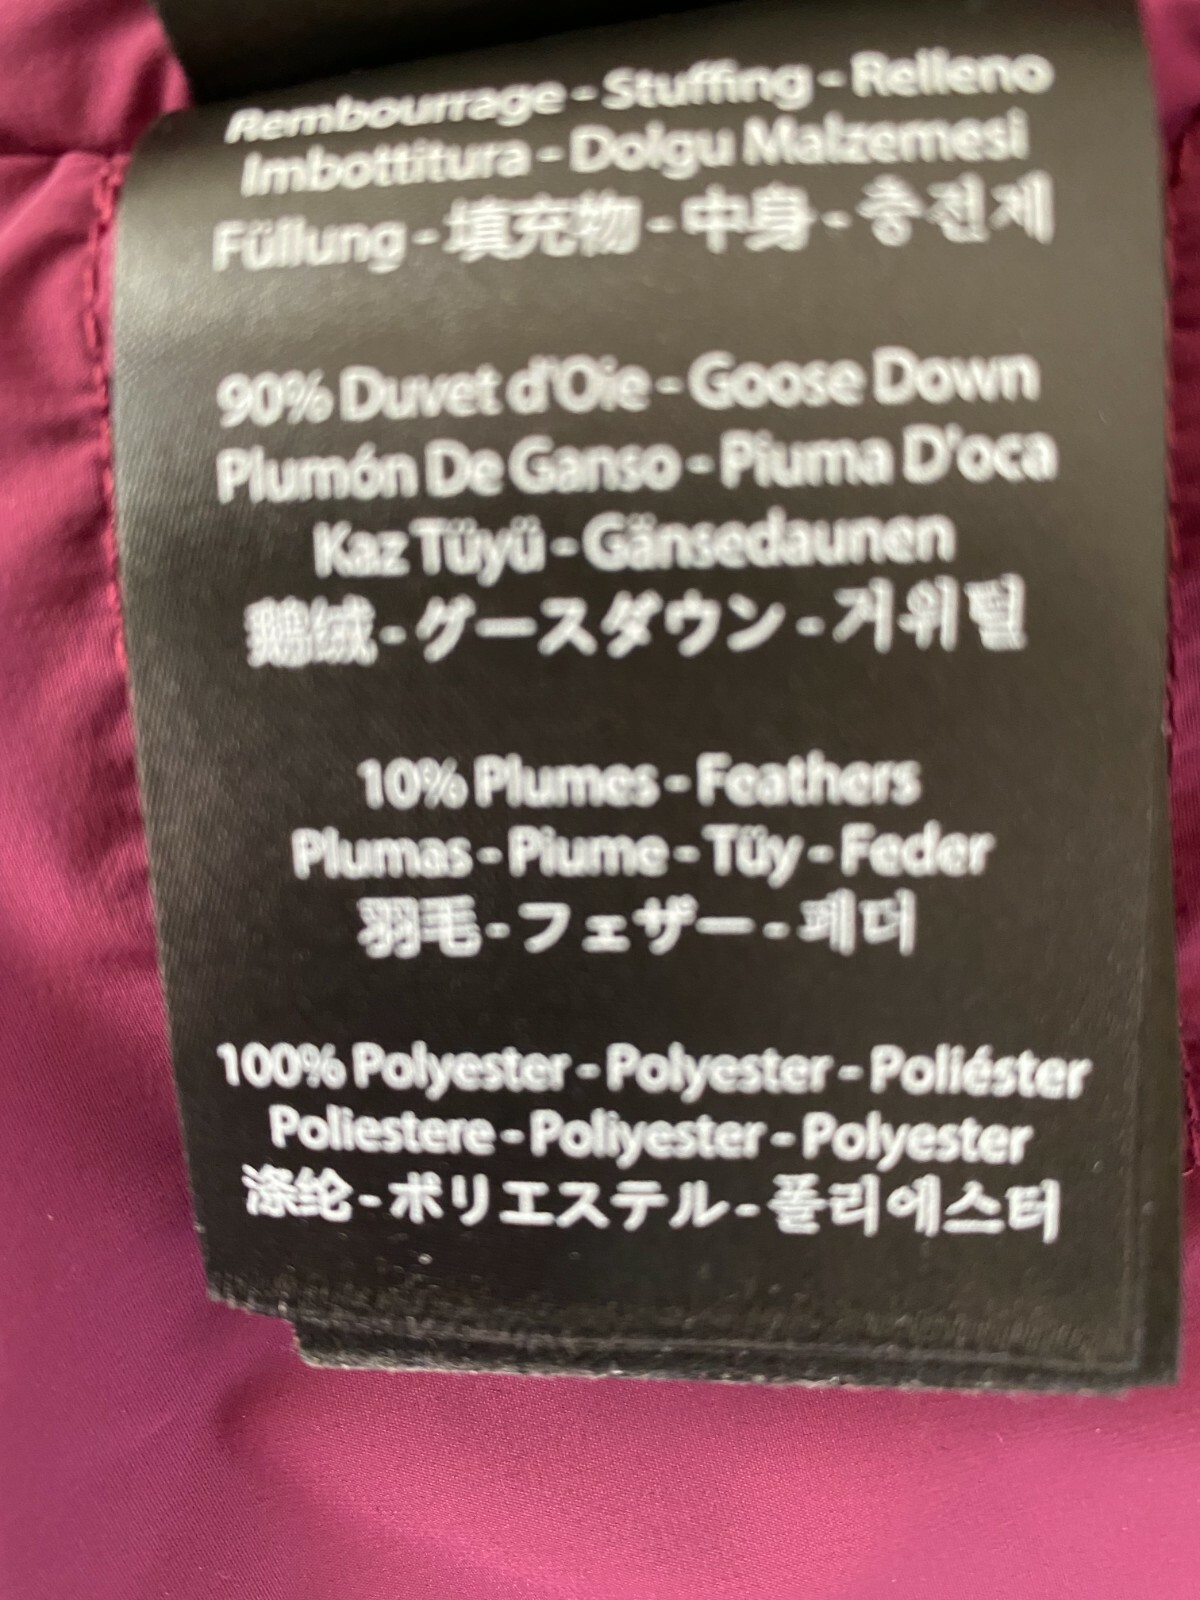 Rembourrage - Stuffing - Relleno
Imbottitura - Dolgu Malzemesi
Füllung - 填充物 - 中身 - 충전제
90% Duvet d'Oie - Goose Down
Plumón De Ganso - Piuma D'oca
Kaz Tüyü - Gänsedaunen
鹅绒 - グースダウン - 거위털
10% Plumes - Feathers
Plumas - Piume - Tüy - Feder
羽毛 - フェザー - 페더
100% Polyester - Polyester - Poliéster
Poliestere - Poliyester - Polyester
涤纶 - ポリエステル - 폴리에스터